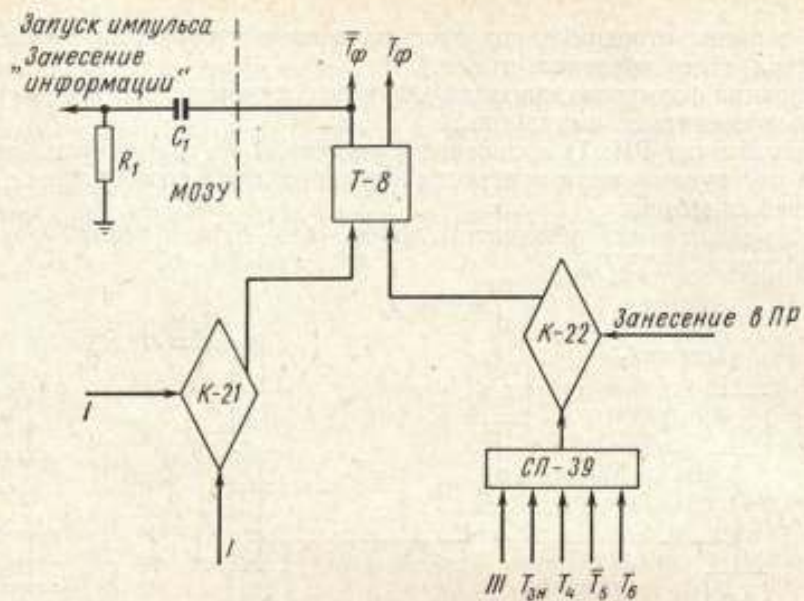 Запуск импульса
"Занесение
информации"
T̅ф Tф
C₁
R₁
МОЗУ
Т-8
К-22
Занесение в ПР
К-21
I
СП-39
I
III Tзн T₄ T̅₅ T₆